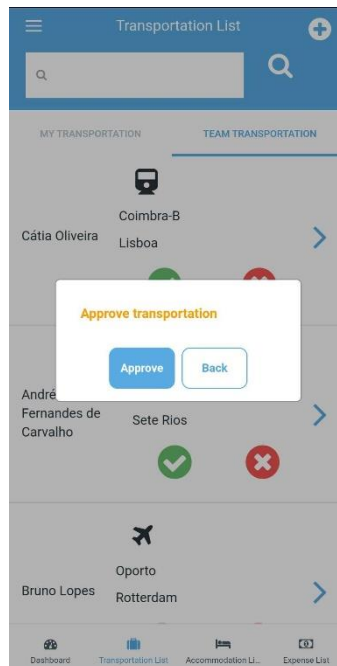 Transportation List
MY TRANSPORTATION
TEAM TRANSPORTATION
Coimbra-B
Cátia Oliveira
Lisboa
Approve transportation
Approve
Back
André
Fernandes de
Carvalho
Sete Rios
Oporto
Bruno Lopes
Rotterdam
Dashboard
Transportation List
Accommodation Li...
Expense List